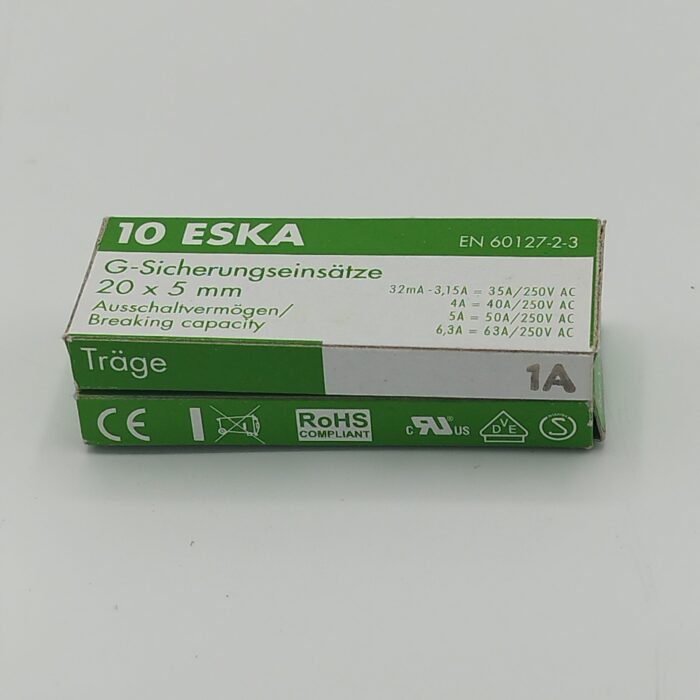 10 ESKA
EN 60127-2-3
G-Sicherungseinsätze
20 x 5 mm
Ausschaltvermögen/
Breaking capacity
32mA - 3,15A = 35A/250V AC
4A = 40A/250V AC
5A = 50A/250V AC
6,3A = 63A/250V AC
Träge
1A
CE
RoHS
COMPLIANT
c RU US
DVE
S